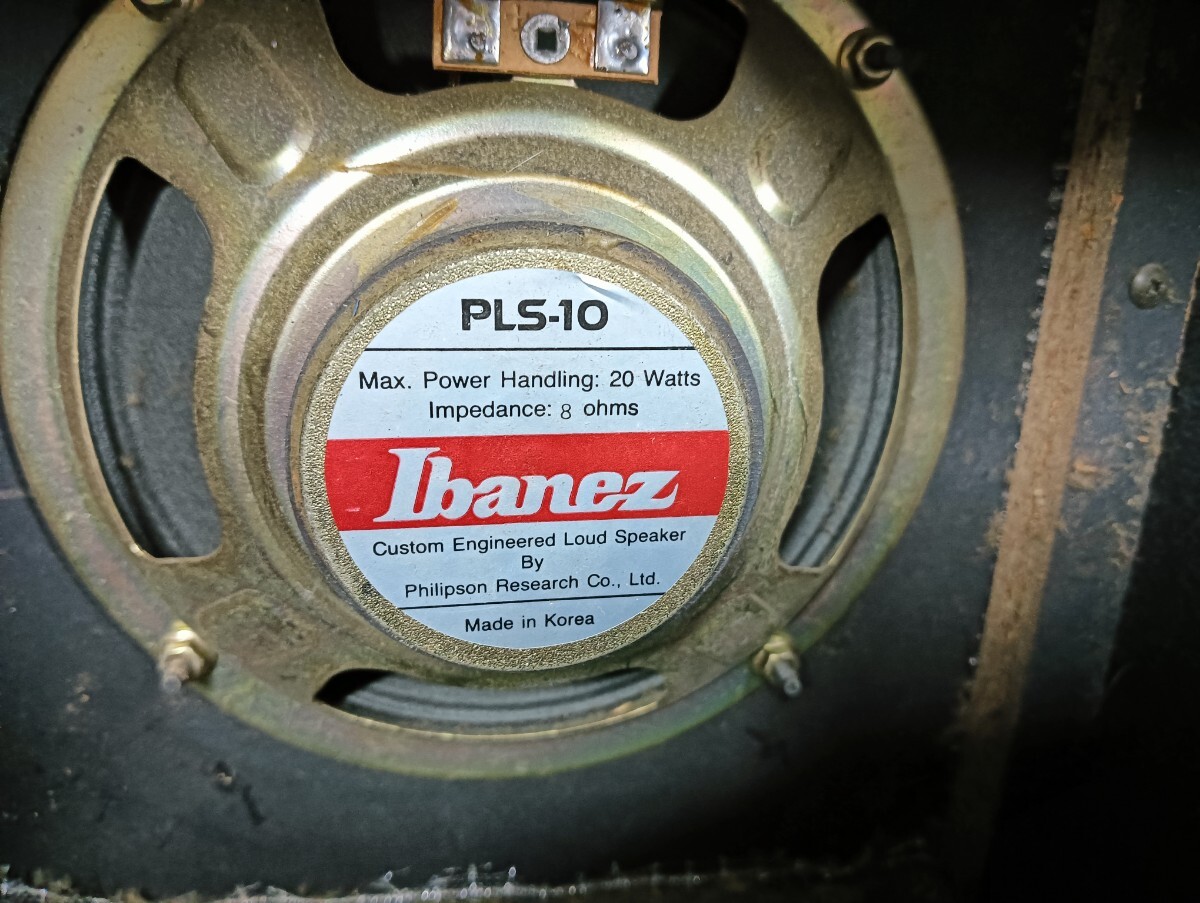 PLS-10
Max. Power Handling: 20 Watts
Impedance: 8 ohms
Ibanez
Custom Engineered Loud Speaker
By
Philipson Research Co., Ltd.
Made in Korea